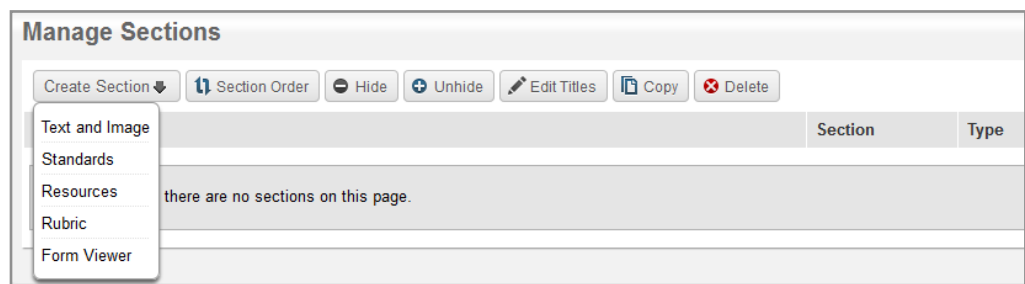 Manage Sections
Create Section Section Order Hide Unhide Edit Titles Copy Delete
Text and Image
Section Type
Standards
Resources
there are no sections on this page.
Rubric
Form Viewer